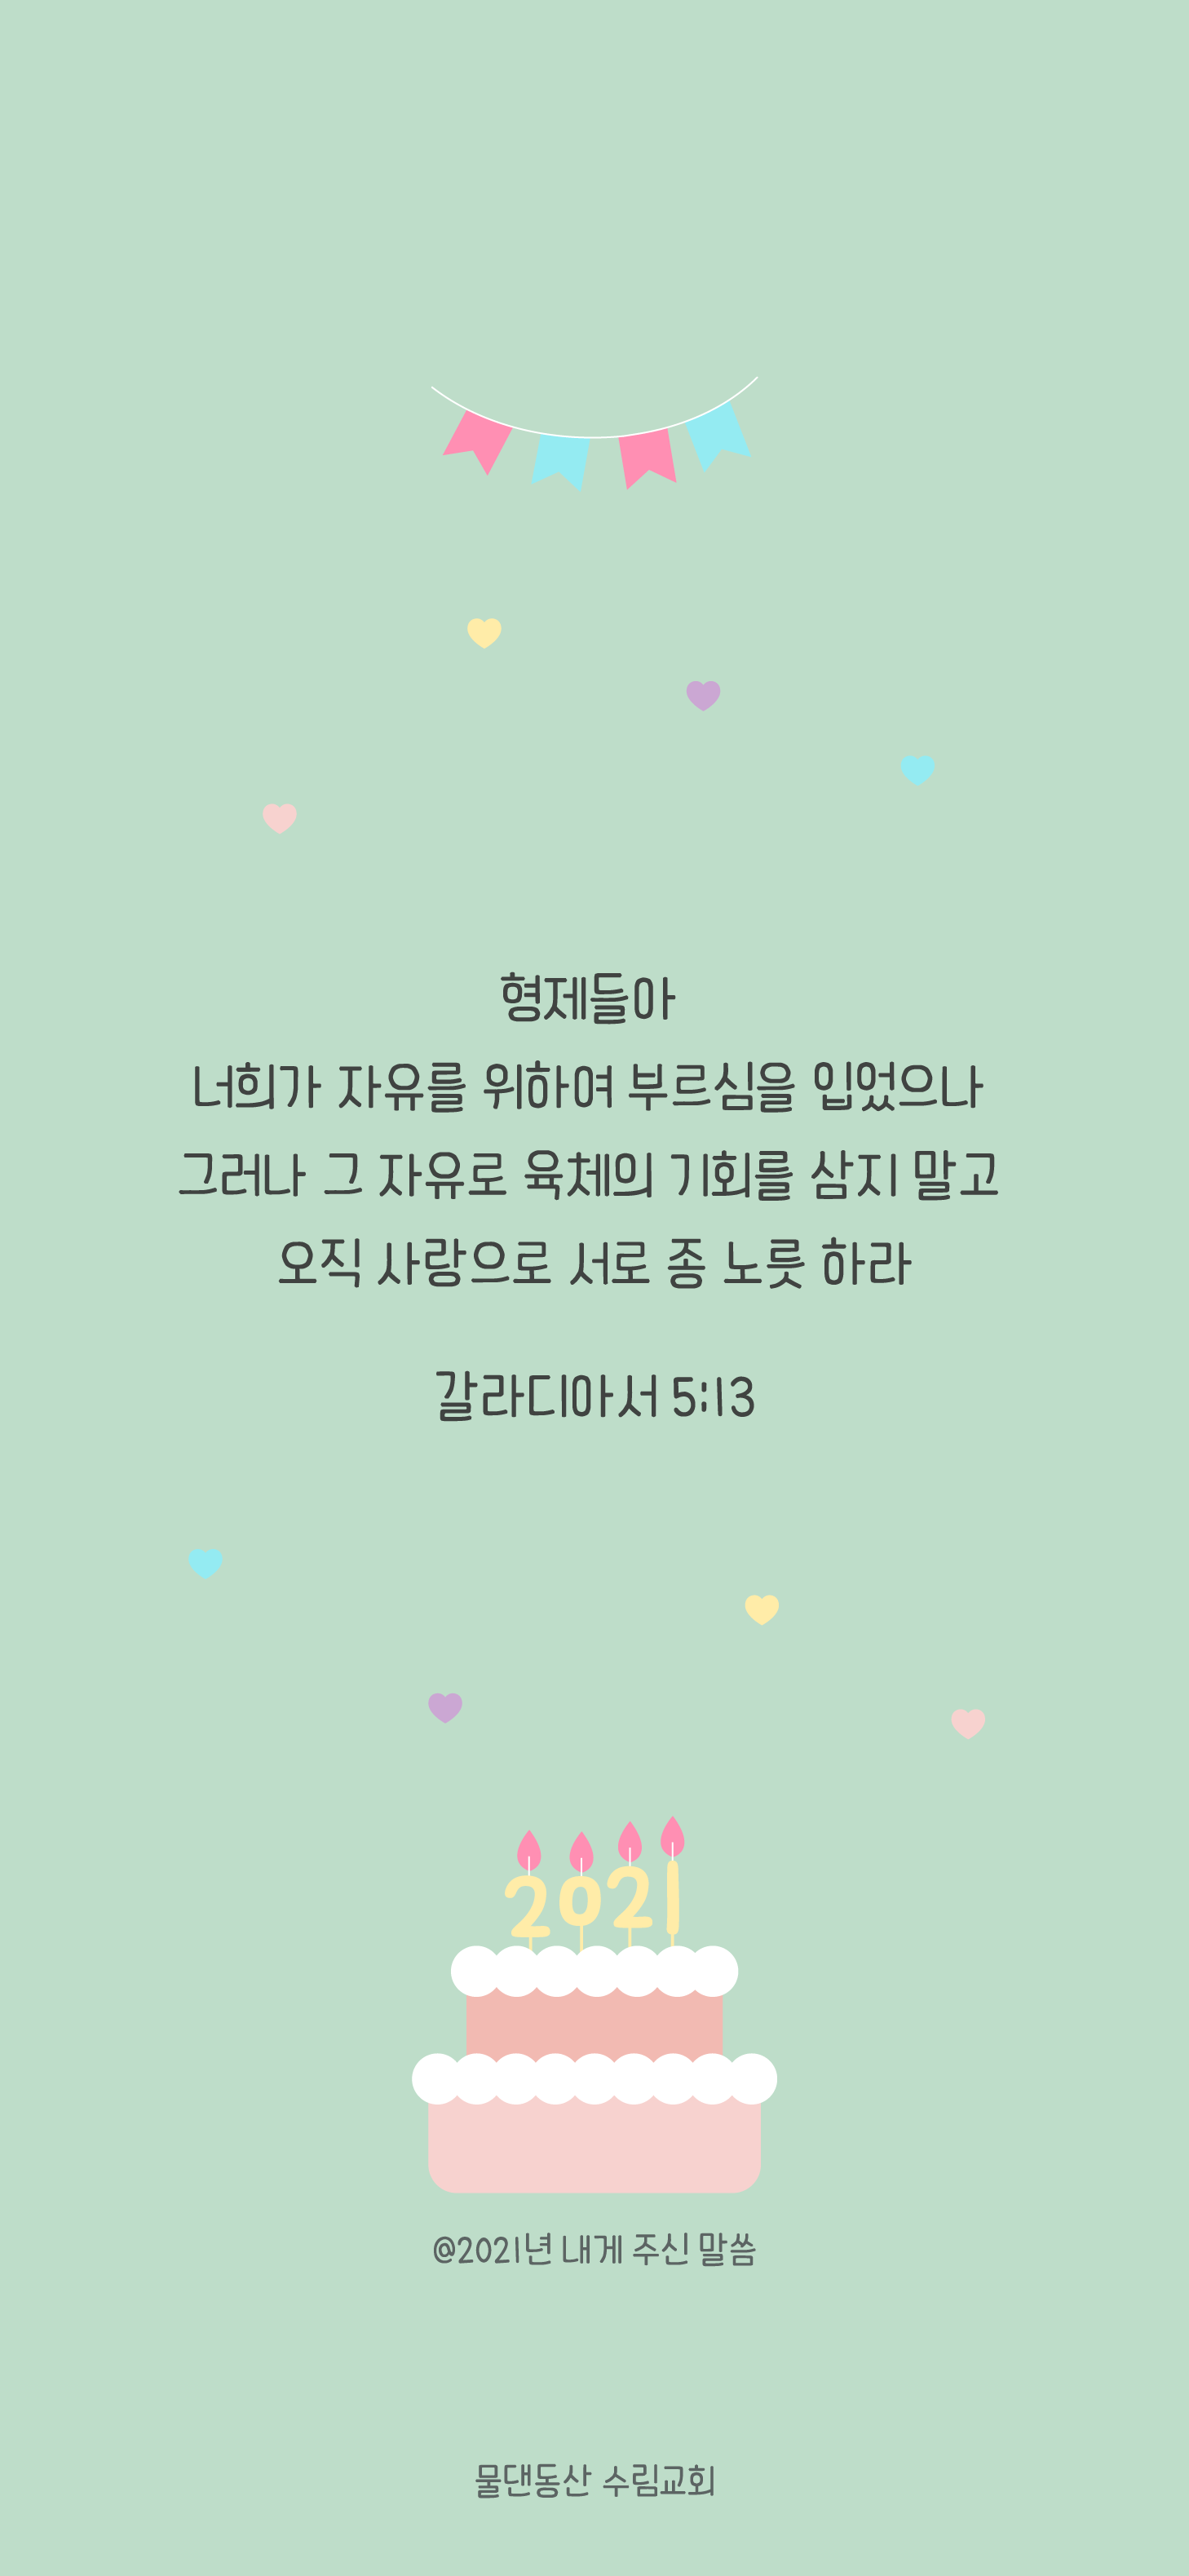 형제들아
너희가 자유를 위하여 부르심을 입었으나
그러나 그 자유로 육체의 기회를 삼지 말고
오직 사랑으로 서로 종 노릇 하라
갈라디아서 5:13
2021
@2021년 내게 주신 말씀
물댄동산 수림교회